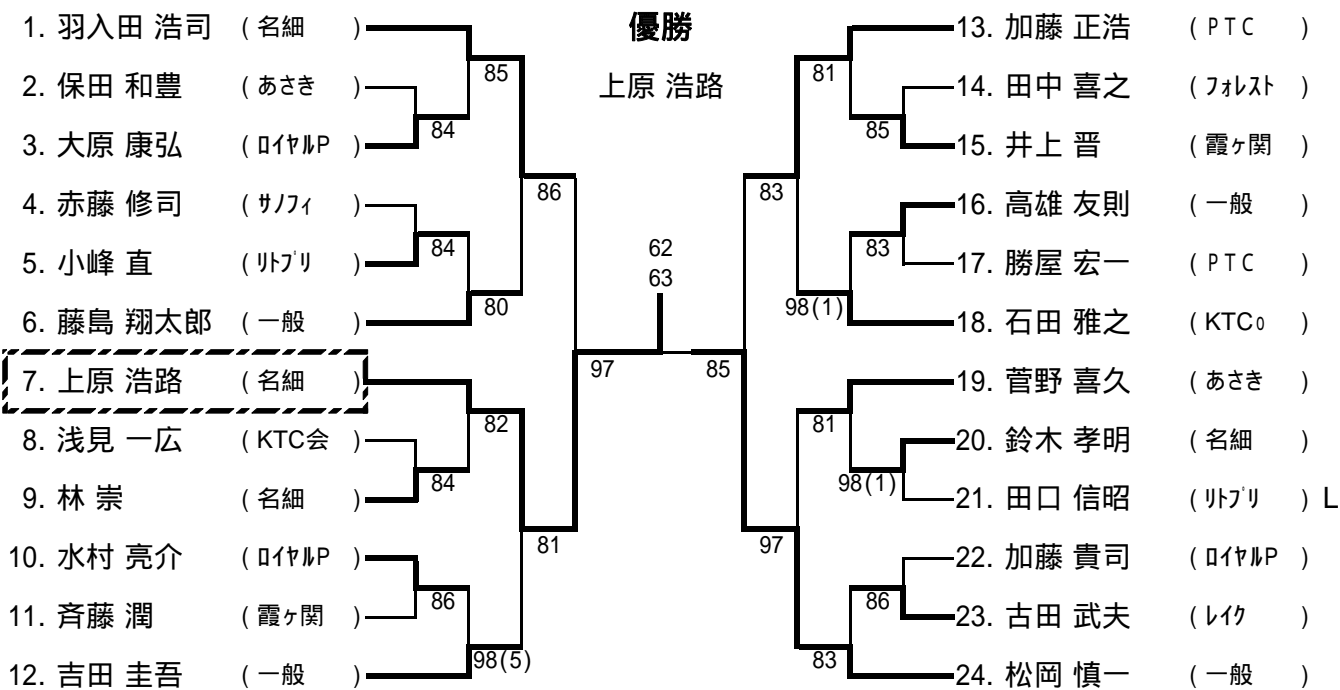 優勝
上原 浩路
1. 羽入田 浩司 ( 名細 )
2. 保田 和豊 ( あさき )
3. 大原 康弘 ( ﾛｲﾔﾙP )
4. 赤藤 修司 ( ｻﾉﾌｨ )
5. 小峰 直 ( ﾘﾄﾌﾟﾘ )
6. 藤島 翔太郎 ( 一般 )
7. 上原 浩路 ( 名細 )
8. 浅見 一広 ( KTC会 )
9. 林 崇 ( 名細 )
10. 水村 亮介 ( ﾛｲﾔﾙP )
11. 斉藤 潤 ( 霞ヶ関 )
12. 吉田 圭吾 ( 一般 )
85
84
86
84
80
97
82
84
81
86
98(5)
62
63
13. 加藤 正浩 ( PTC )
14. 田中 喜之 ( ﾌｫﾚｽﾄ )
15. 井上 晋 ( 霞ヶ関 )
16. 高雄 友則 ( 一般 )
17. 勝屋 宏一 ( PTC )
18. 石田 雅之 ( KTC0 )
19. 菅野 喜久 ( あさき )
20. 鈴木 孝明 ( 名細 )
21. 田口 信昭 ( ﾘﾄﾌﾟﾘ ) L
22. 加藤 貴司 ( ﾛｲﾔﾙP )
23. 古田 武夫 ( ﾚｲｸ )
24. 松岡 慎一 ( 一般 )
81
85
83
83
98(1)
85
81
98(1)
97
86
83